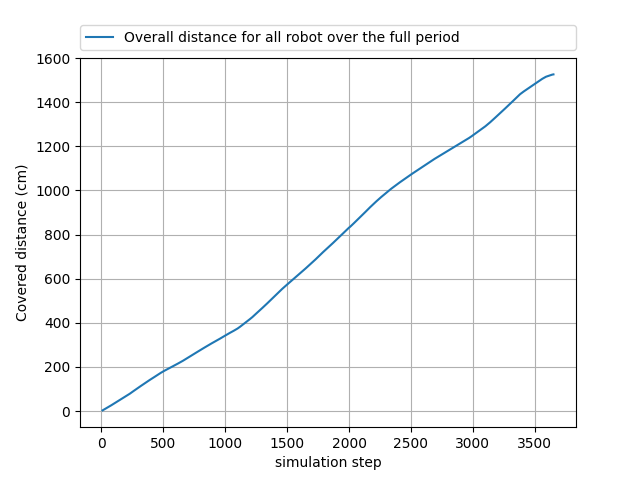 Overall distance for all robot over the full period
1600
1400
1200
1000
800
600
400
200
0
Covered distance (cm)
0 500 1000 1500 2000 2500 3000 3500
simulation step